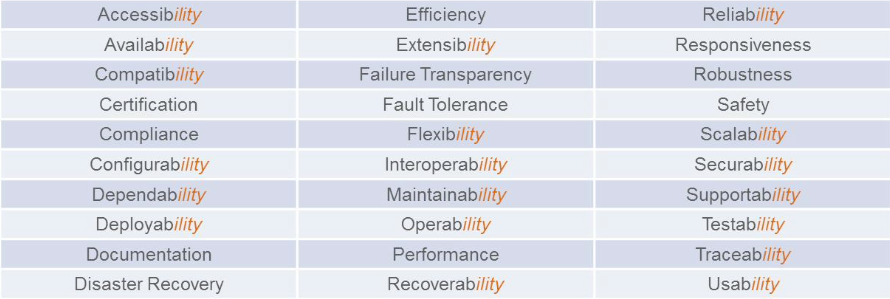 Accessibility Efficiency Reliability
Availability Extensibility Responsiveness
Compatibility Failure Transparency Robustness
Certification Fault Tolerance Safety
Compliance Flexibility Scalability
Configurability Interoperability Securability
Dependability Maintainability Supportability
Deployability Operability Testability
Documentation Performance Traceability
Disaster Recovery Recoverability Usability